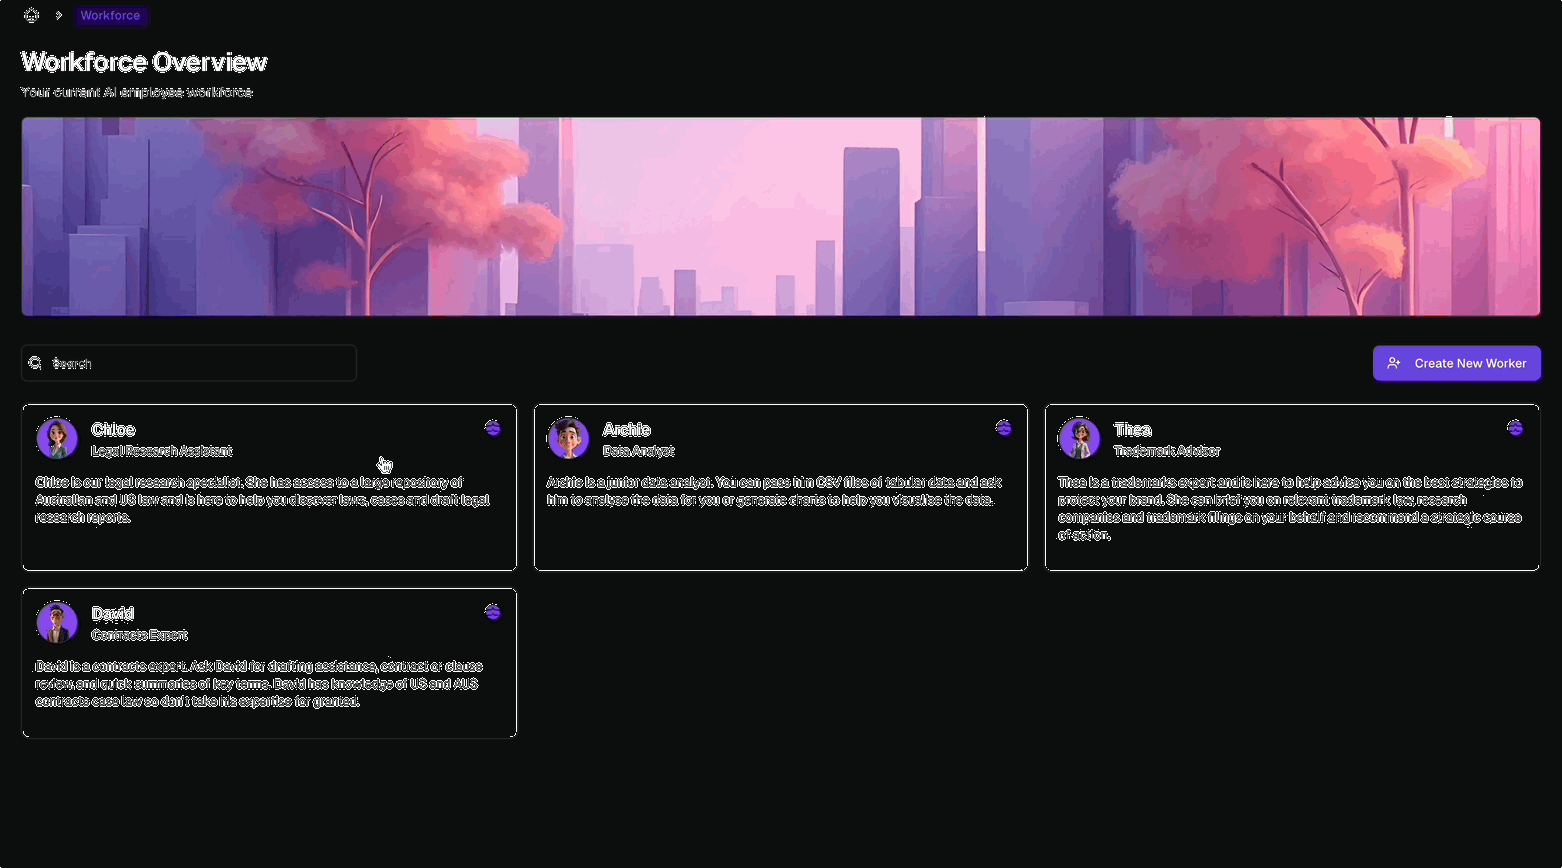 Workforce
Workforce Overview
Your current AI employee workforce
Search
Create New Worker
Chloe
Legal Research Assistant
Chloe is our legal research specialist. She has access to a large repository of
Australian and US law and is here to help you discover laws, cases and draft legal
research reports.
Archie
Data Analyst
Archie is a junior data analyst. You can pass him CSV files of tabular data and ask
him to analyse the data for you or generate charts to help you visualise the data.
Thea
Trademark Advisor
Thea is a trademarks expert and is here to help advise you on the best strategies to
protect your brand. She can brief you on relevant trademark law, research
companies and trademark filings on your behalf and recommend a strategic course
of action.
David
Contracts Expert
David is a contracts expert. Ask David for drafting assistance, contract or clause
review, and quick summaries of key terms. David has knowledge of US and AUS
contracts case law so don't take his expertise for granted.